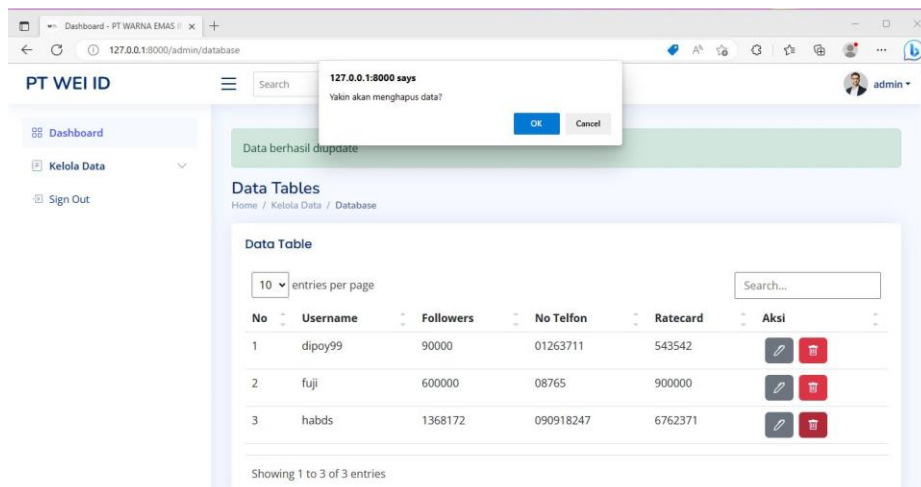 Dashboard - PT WARNA EMAS I
127.0.0.1:8000/admin/database
PT WEI ID
Search
127.0.0.1:8000 says
Yakin akan menghapus data?
OK Cancel
admin
Dashboard
Kelola Data
Sign Out
Data berhasil diupdate
Data Tables
Home / Kelola Data / Database
Data Table
10 entries per page
Search...
No Username Followers No Telfon Ratecard Aksi
1 dipoy99 90000 01263711 543542
2 fuji 600000 08765 900000
3 habds 1368172 090918247 6762371
Showing 1 to 3 of 3 entries